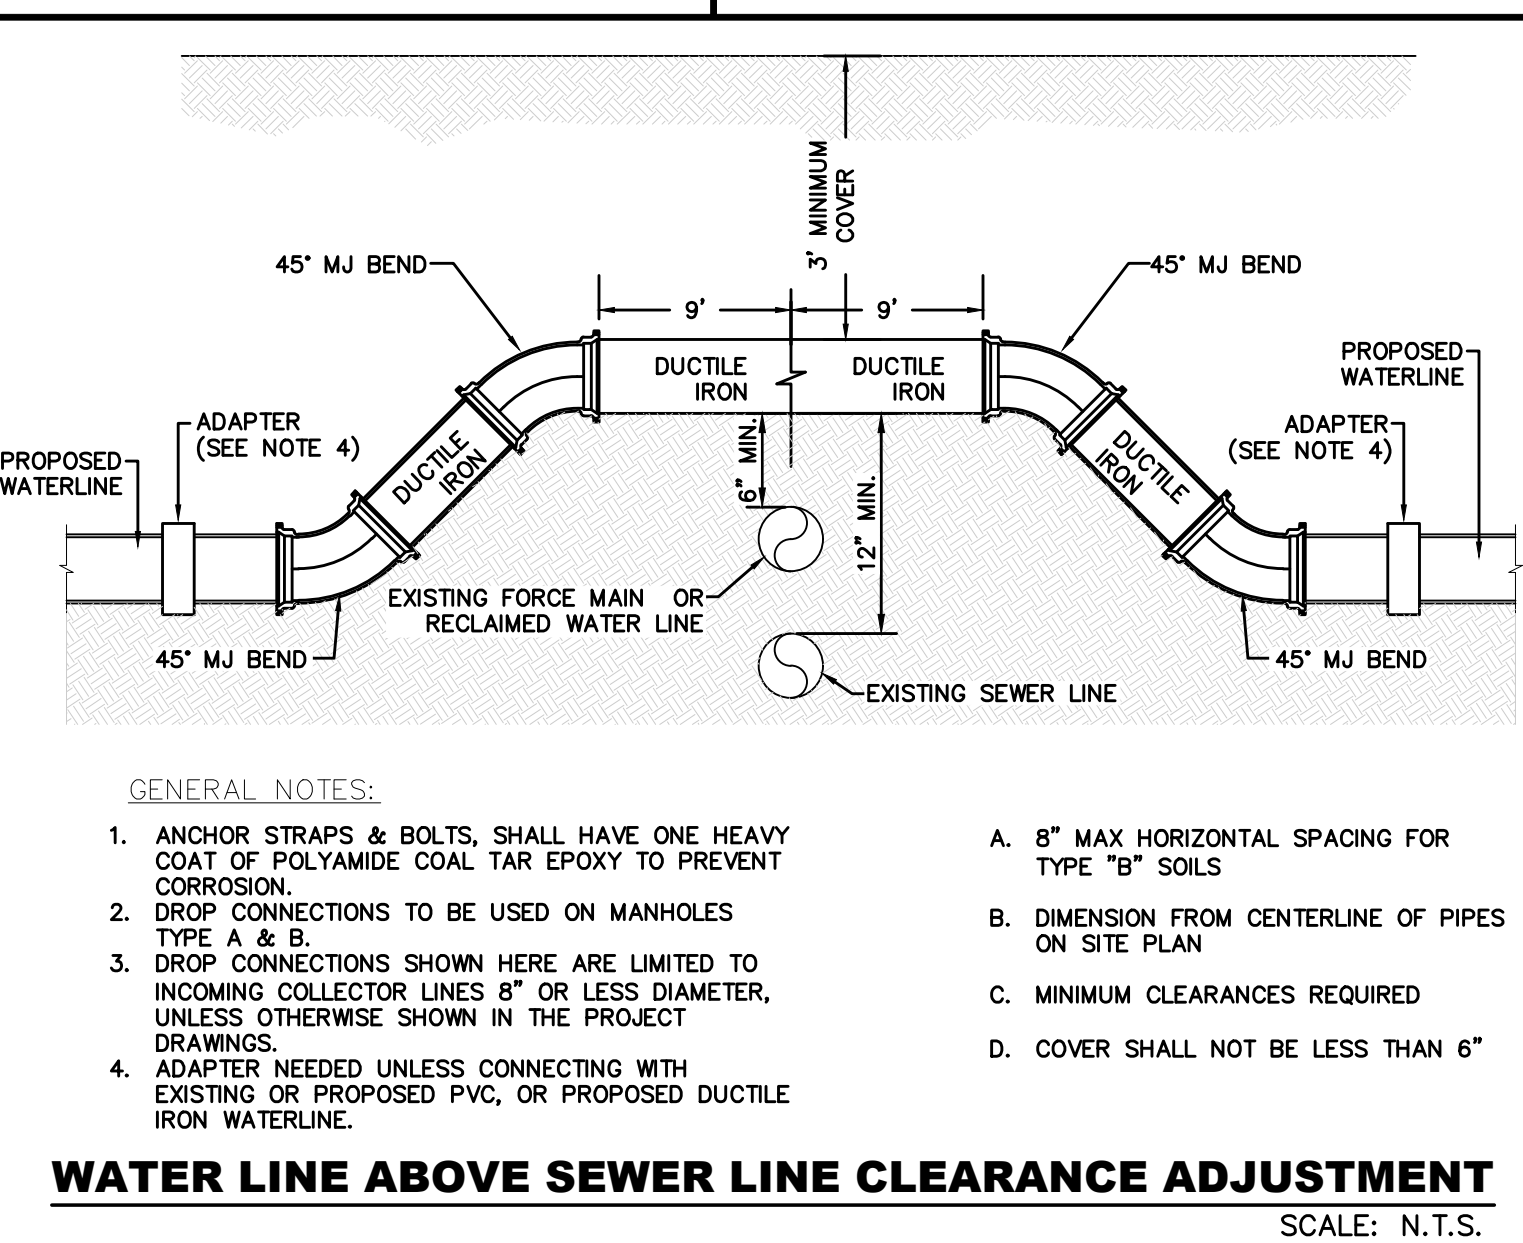 3' MINIMUM
COVER
45° MJ BEND
45° MJ BEND
9'
9'
PROPOSED
WATERLINE
DUCTILE
IRON
DUCTILE
IRON
ADAPTER
(SEE NOTE 4)
ADAPTER
(SEE NOTE 4)
PROPOSED
WATERLINE
DUCTILE
IRON
DUCTILE
IRON
6" MIN.
12" MIN.
EXISTING FORCE MAIN OR
RECLAIMED WATER LINE
45° MJ BEND
45° MJ BEND
EXISTING SEWER LINE
GENERAL NOTES:
1. ANCHOR STRAPS & BOLTS, SHALL HAVE ONE HEAVY
COAT OF POLYAMIDE COAL TAR EPOXY TO PREVENT
CORROSION.
2. DROP CONNECTIONS TO BE USED ON MANHOLES
TYPE A & B.
3. DROP CONNECTIONS SHOWN HERE ARE LIMITED TO
INCOMING COLLECTOR LINES 8" OR LESS DIAMETER,
UNLESS OTHERWISE SHOWN IN THE PROJECT
DRAWINGS.
4. ADAPTER NEEDED UNLESS CONNECTING WITH
EXISTING OR PROPOSED PVC, OR PROPOSED DUCTILE
IRON WATERLINE.
A. 8" MAX HORIZONTAL SPACING FOR
TYPE "B" SOILS
B. DIMENSION FROM CENTERLINE OF PIPES
ON SITE PLAN
C. MINIMUM CLEARANCES REQUIRED
D. COVER SHALL NOT BE LESS THAN 6"
WATER LINE ABOVE SEWER LINE CLEARANCE ADJUSTMENT
SCALE: N.T.S.